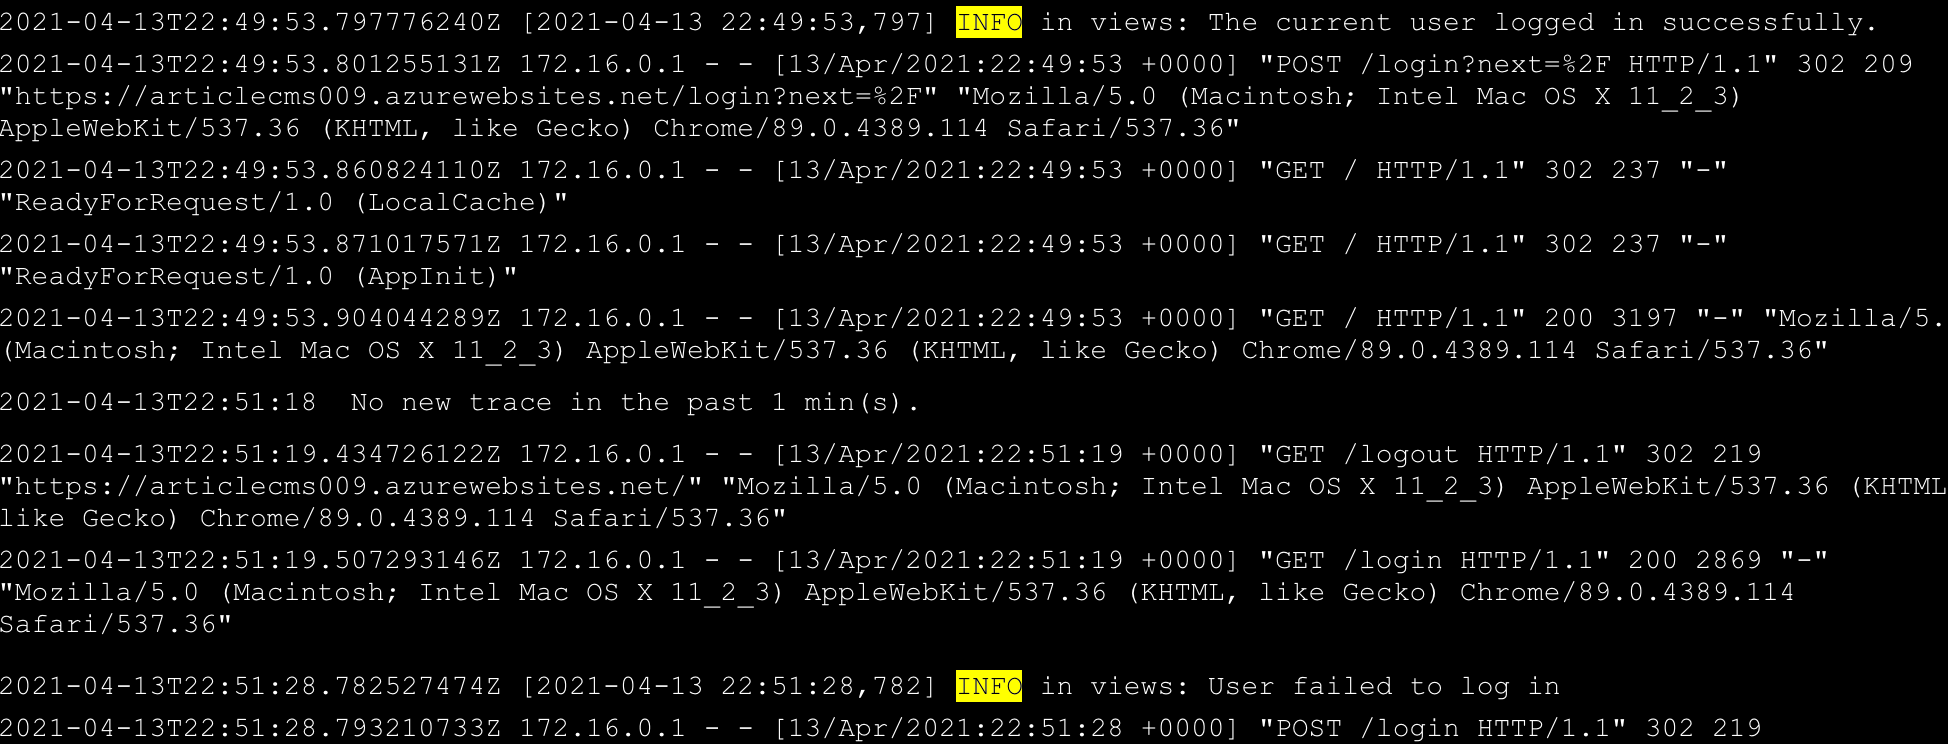 2021-04-13T22:49:53.797776240Z [2021-04-13 22:49:53,797] INFO in views: The current user logged in successfully.
2021-04-13T22:49:53.801255131Z 172.16.0.1 - - [13/Apr/2021:22:49:53 +0000] "POST /login?next=%2F HTTP/1.1" 302 209
"https://articlecms009.azurewebsites.net/login?next=%2F" "Mozilla/5.0 (Macintosh; Intel Mac OS X 11_2_3)
AppleWebKit/537.36 (KHTML, like Gecko) Chrome/89.0.4389.114 Safari/537.36"
2021-04-13T22:49:53.860824110Z 172.16.0.1 - - [13/Apr/2021:22:49:53 +0000] "GET / HTTP/1.1" 302 237 "-"
"ReadyForRequest/1.0 (LocalCache)"
2021-04-13T22:49:53.871017571Z 172.16.0.1 - - [13/Apr/2021:22:49:53 +0000] "GET / HTTP/1.1" 302 237 "-"
"ReadyForRequest/1.0 (AppInit)"
2021-04-13T22:49:53.904044289Z 172.16.0.1 - - [13/Apr/2021:22:49:53 +0000] "GET / HTTP/1.1" 200 3197 "-" "Mozilla/5.
(Macintosh; Intel Mac OS X 11_2_3) AppleWebKit/537.36 (KHTML, like Gecko) Chrome/89.0.4389.114 Safari/537.36"
2021-04-13T22:51:18  No new trace in the past 1 min(s).
2021-04-13T22:51:19.434726122Z 172.16.0.1 - - [13/Apr/2021:22:51:19 +0000] "GET /logout HTTP/1.1" 302 219
"https://articlecms009.azurewebsites.net/" "Mozilla/5.0 (Macintosh; Intel Mac OS X 11_2_3) AppleWebKit/537.36 (KHTML
like Gecko) Chrome/89.0.4389.114 Safari/537.36"
2021-04-13T22:51:19.507293146Z 172.16.0.1 - - [13/Apr/2021:22:51:19 +0000] "GET /login HTTP/1.1" 200 2869 "-"
"Mozilla/5.0 (Macintosh; Intel Mac OS X 11_2_3) AppleWebKit/537.36 (KHTML, like Gecko) Chrome/89.0.4389.114
Safari/537.36"
2021-04-13T22:51:28.782527474Z [2021-04-13 22:51:28,782] INFO in views: User failed to log in
2021-04-13T22:51:28.793210733Z 172.16.0.1 - - [13/Apr/2021:22:51:28 +0000] "POST /login HTTP/1.1" 302 219